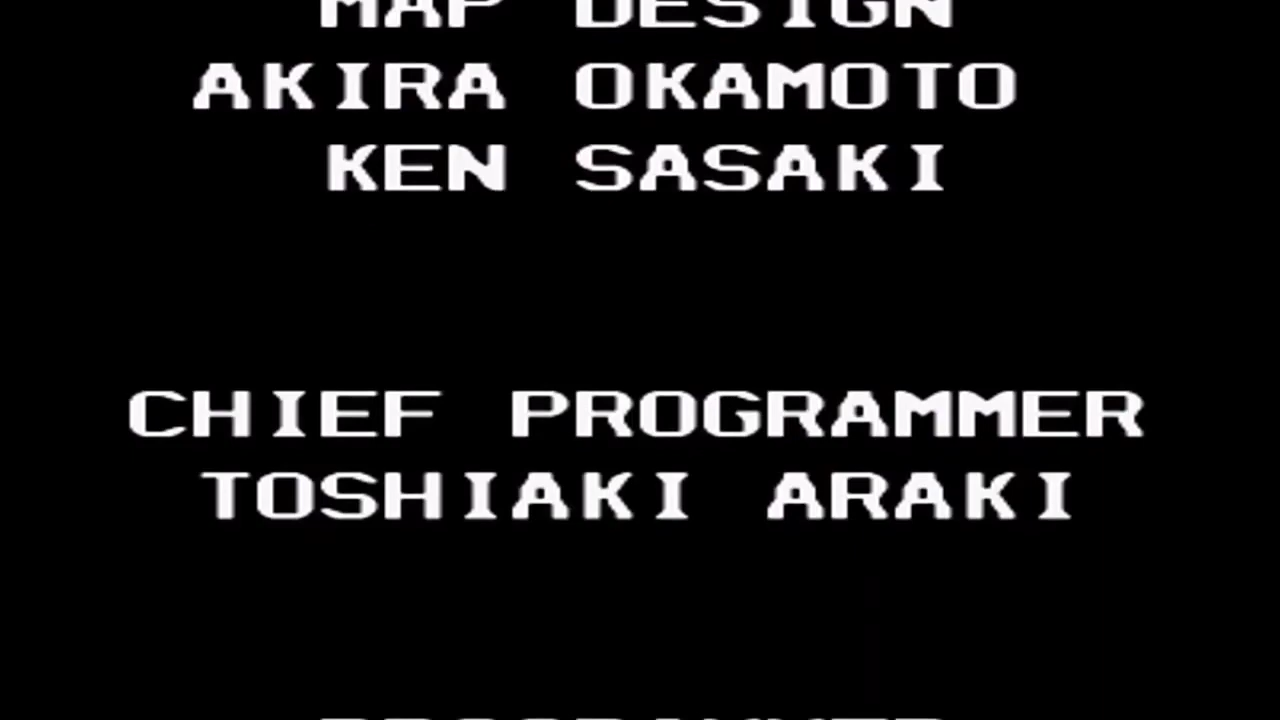 MAP DESIGN
AKIRA OKAMOTO
KEN SASAKI
CHIEF PROGRAMMER
TOSHIAKI ARAKI